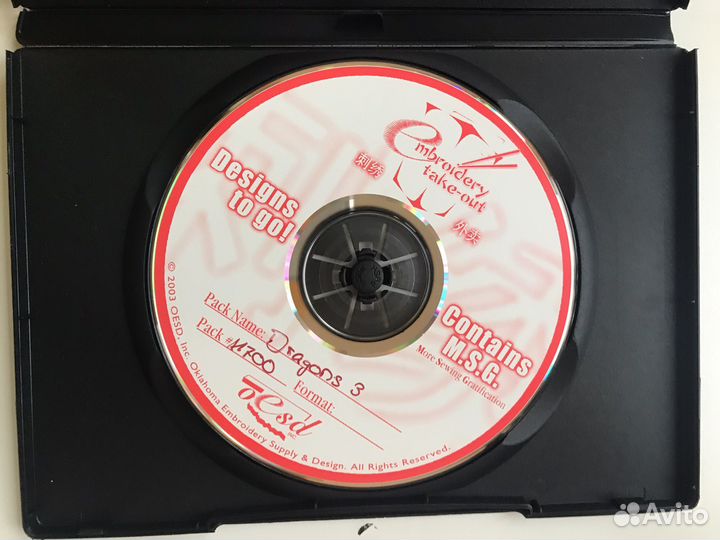 embroidery
take-out
刺绣
外卖
Designs
to go!
Contains
M.S.G.
More Sewing Gratification
Pack Name: Dragons 3
Pack # 11700
Format:
oesd
INC.
© 2003 OESD, Inc. Oklahoma Embroidery Supply & Design. All Rights Reserved.
Avito